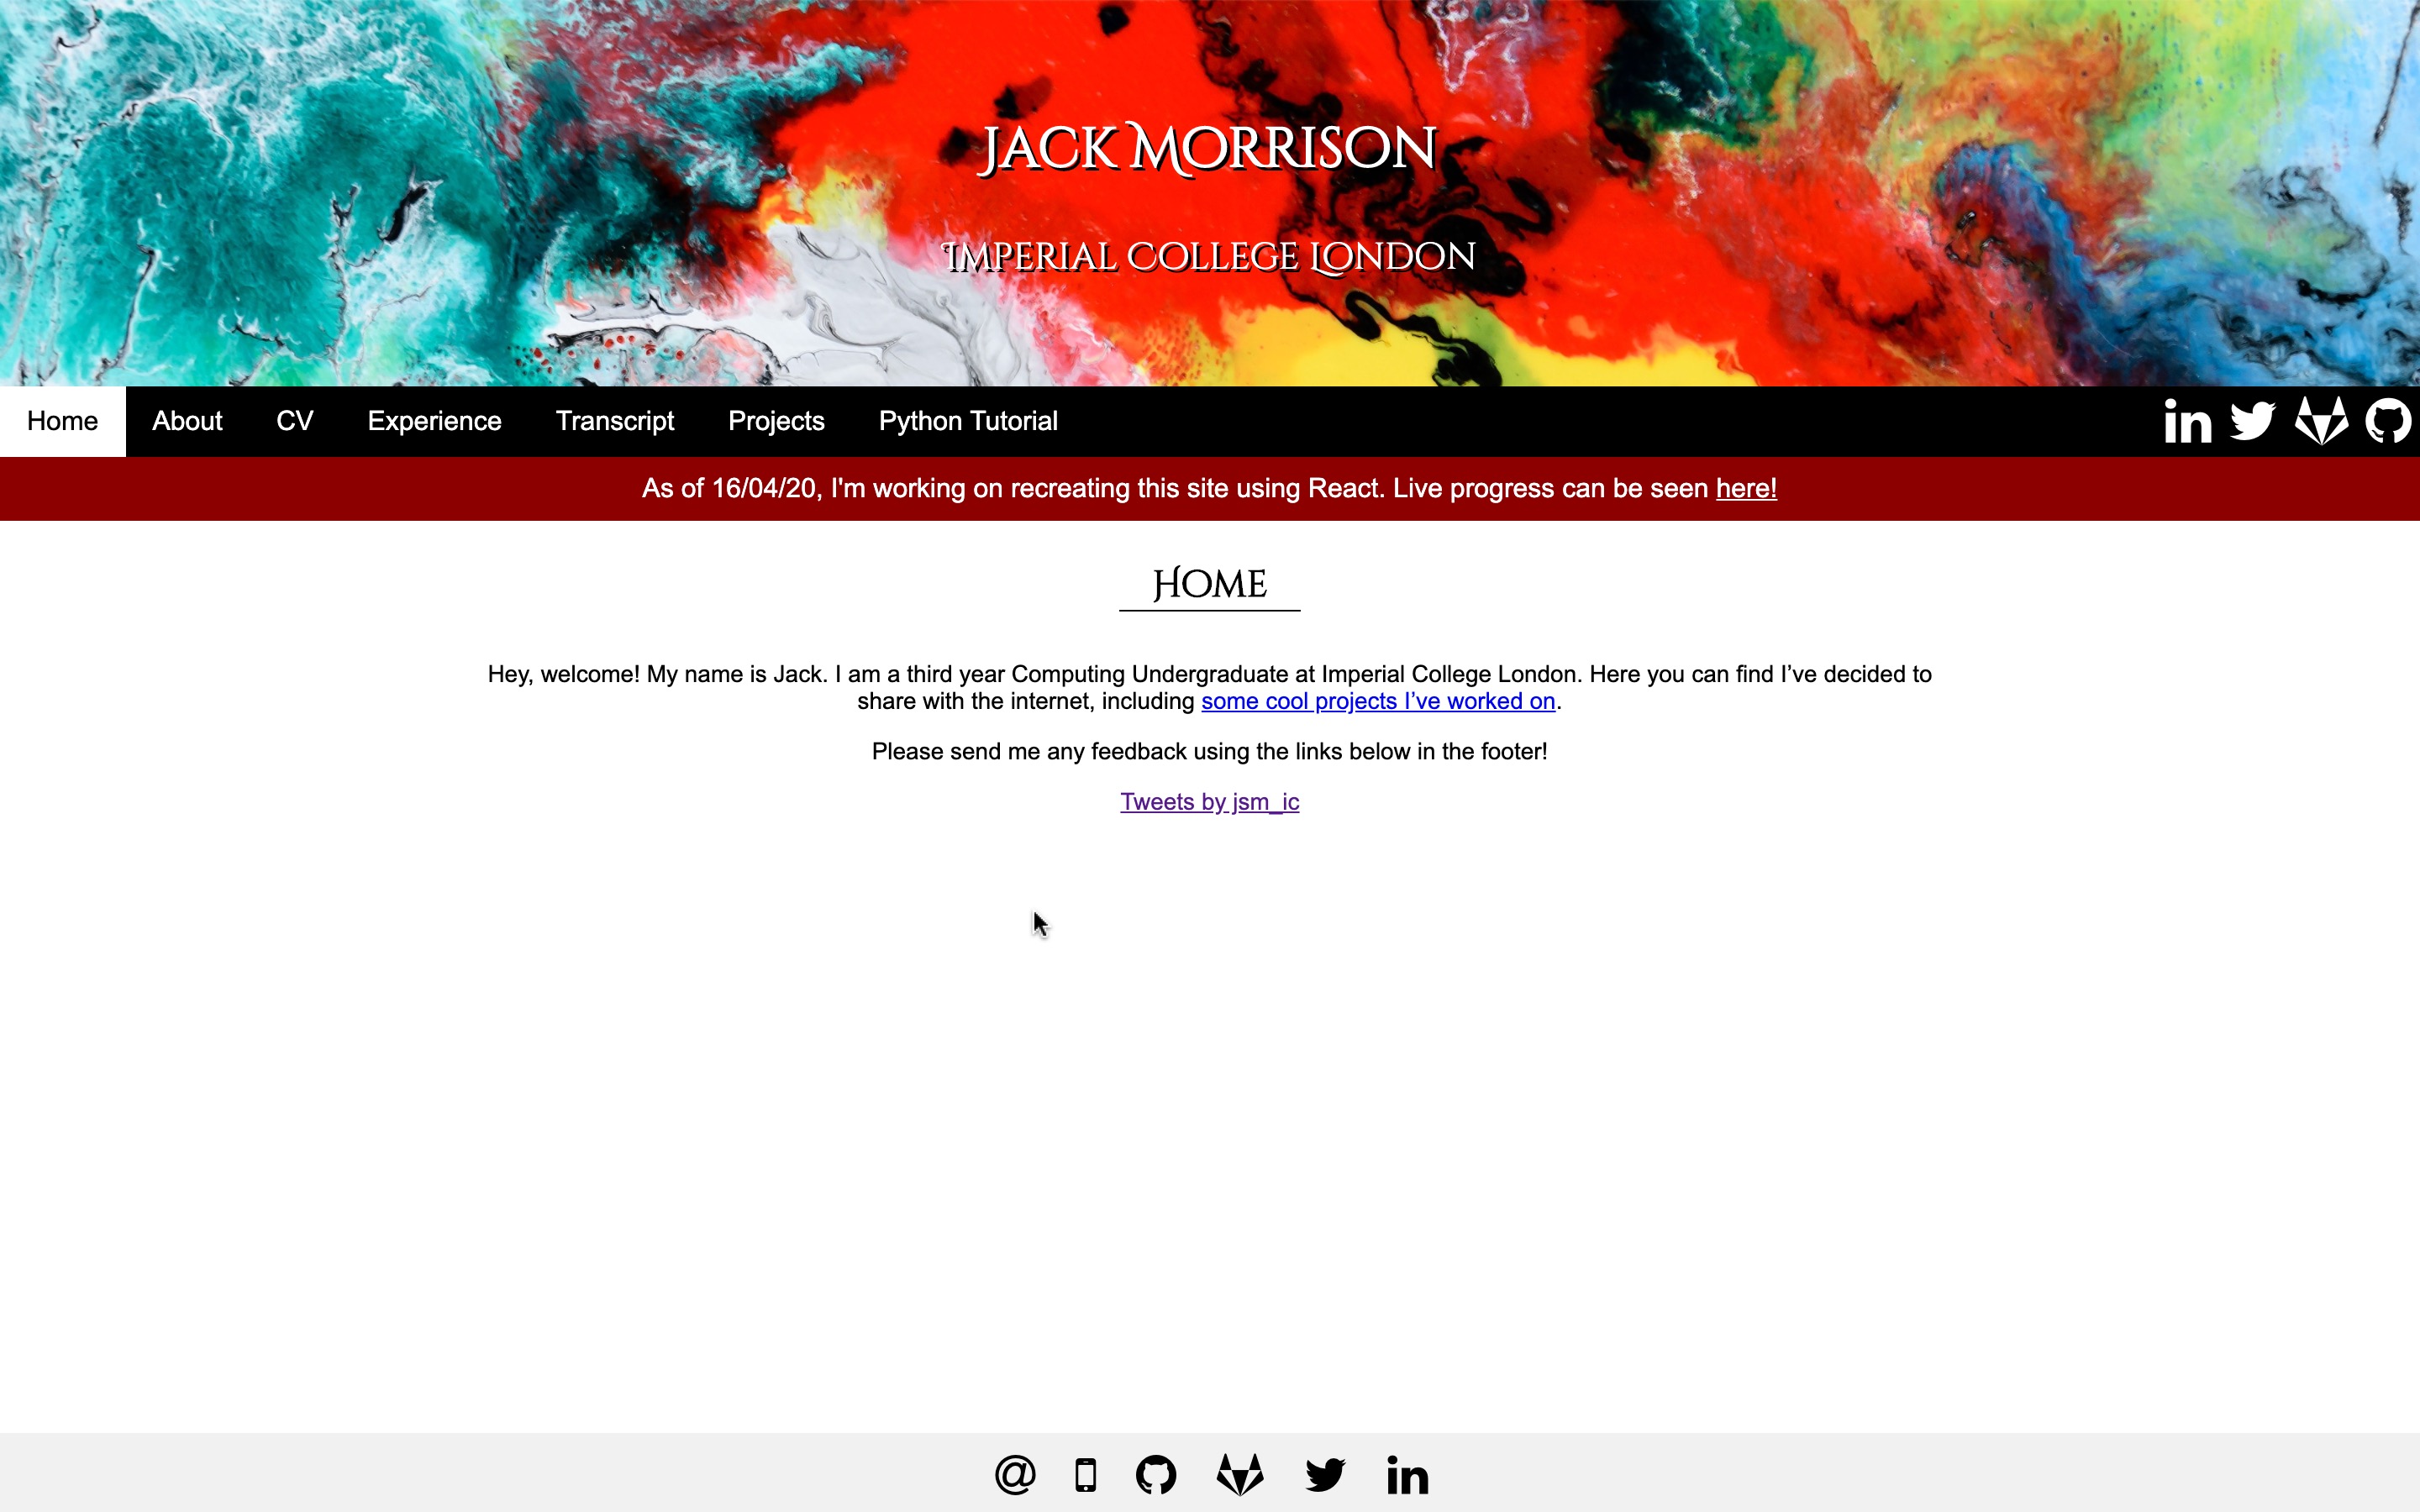 Jack Morrison
Imperial College London
Home About CV Experience Transcript Projects Python Tutorial
As of 16/04/20, I'm working on recreating this site using React. Live progress can be seen here!
Home
Hey, welcome! My name is Jack. I am a third year Computing Undergraduate at Imperial College London. Here you can find I’ve decided to
share with the internet, including some cool projects I’ve worked on.
Please send me any feedback using the links below in the footer!
Tweets by jsm_ic